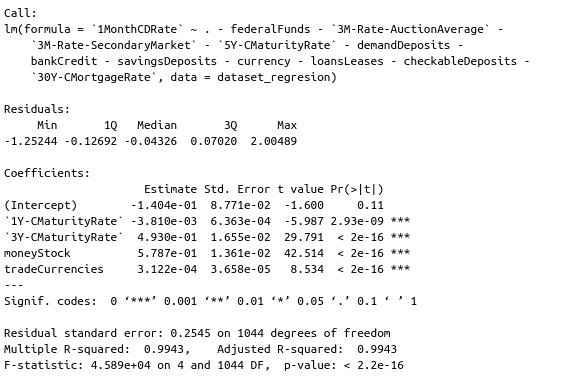 Call:
lm(formula = `1MonthCDRate` ~ . - federalFunds - `3M-Rate-AuctionAverage` -
    `3M-Rate-SecondaryMarket` - `5Y-CMaturityRate` - demandDeposits -
    bankCredit - savingsDeposits - currency - loansLeases - checkableDeposits -
    `30Y-CMortgageRate`, data = dataset_regresion)

Residuals:
     Min       1Q   Median       3Q      Max
-1.25244 -0.12692 -0.04326  0.07020  2.00489

Coefficients:
                     Estimate Std. Error t value Pr(>|t|)
(Intercept)        -1.404e-01  8.771e-02  -1.600     0.11
`1Y-CMaturityRate` -3.810e-03  6.363e-04  -5.987 2.93e-09 ***
`3Y-CMaturityRate`  4.930e-01  1.655e-02  29.791  < 2e-16 ***
moneyStock          5.787e-01  1.361e-02  42.514  < 2e-16 ***
tradeCurrencies     3.122e-04  3.658e-05   8.534  < 2e-16 ***
---
Signif. codes:  0 ‘***’ 0.001 ‘**’ 0.01 ‘*’ 0.05 ‘.’ 0.1 ‘ ’ 1

Residual standard error: 0.2545 on 1044 degrees of freedom
Multiple R-squared:  0.9943,    Adjusted R-squared:  0.9943
F-statistic: 4.589e+04 on 4 and 1044 DF,  p-value: < 2.2e-16